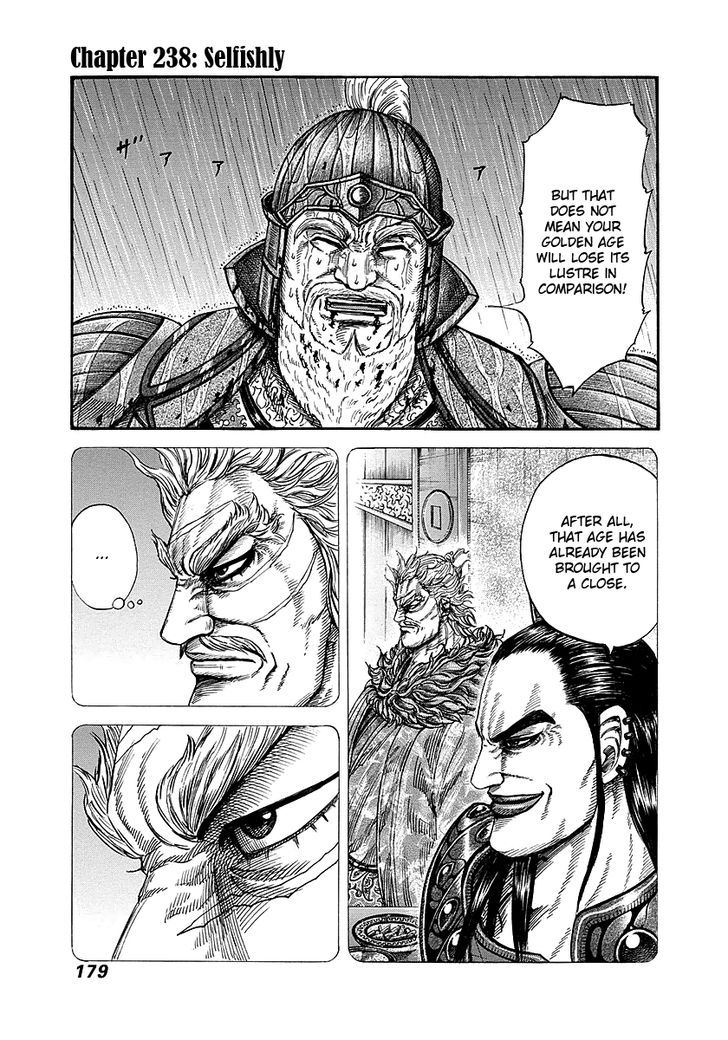 Chapter 238: Selfishly
ザ
ア
ア
BUT THAT
DOES NOT
MEAN YOUR
GOLDEN AGE
WILL LOSE ITS
LUSTRE IN
COMPARISON!
AFTER ALL,
THAT AGE HAS
ALREADY BEEN
BROUGHT TO
A CLOSE.
...
179